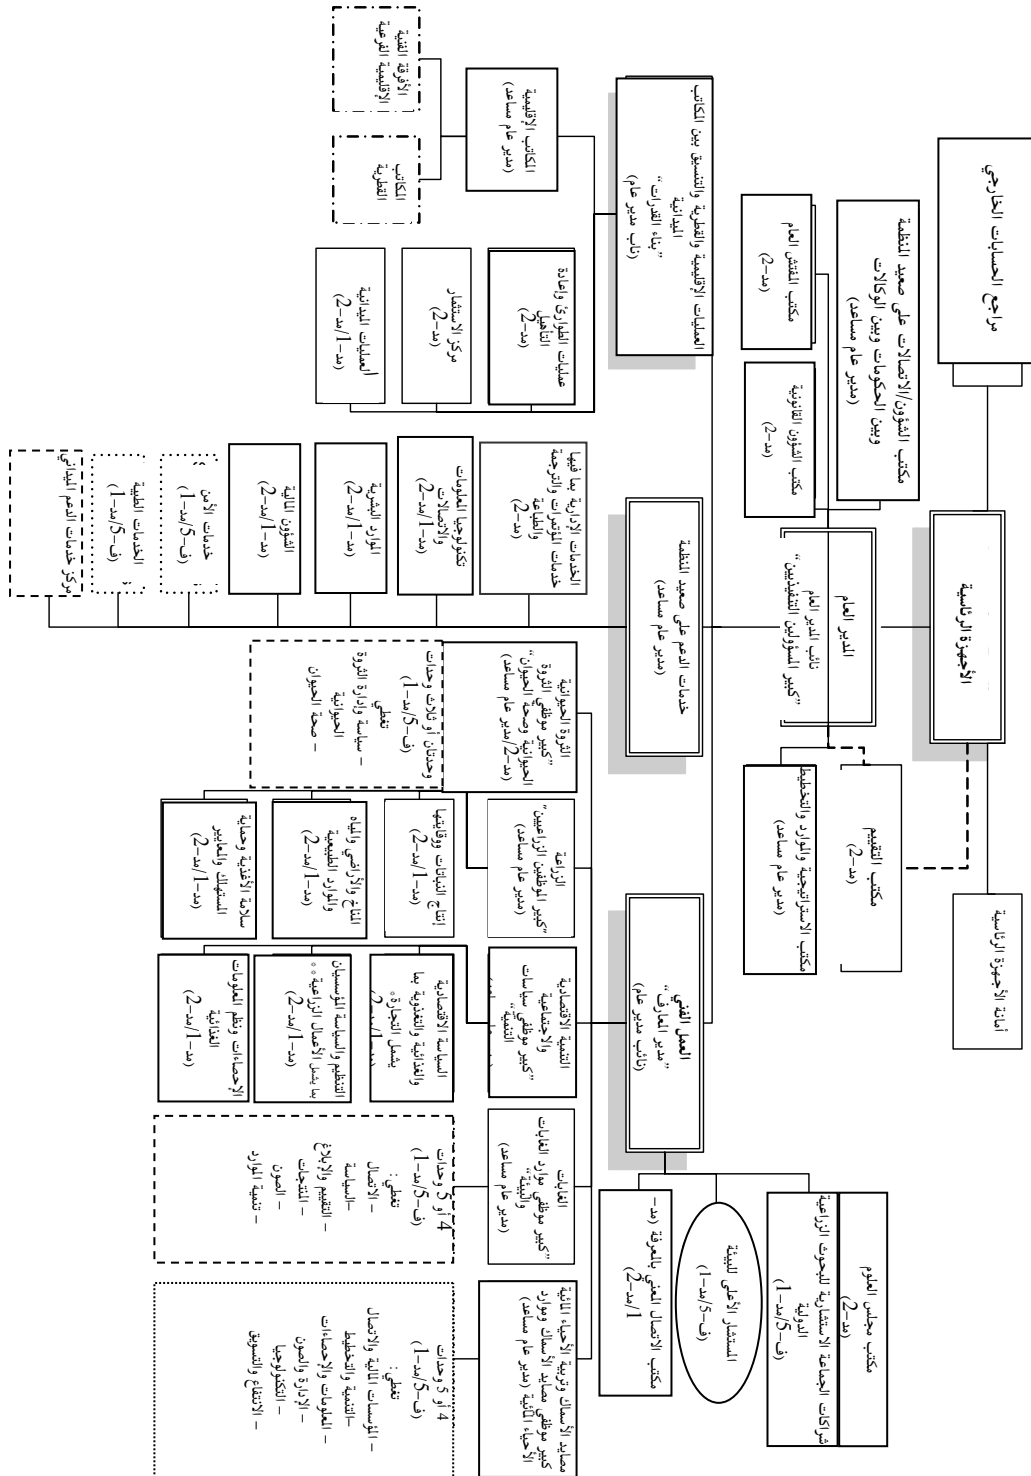 مراجع الحسابات الخارجي
الأجهزة الرئاسية
أمانة الأجهزة الرئاسية
مكتب الشؤون/الاتصالات على صعيد المنظمة
وبين الحكومات وبين الوكالات
(مدير عام مساعد)
مكتب المفتش العام
(مد-2)
مكتب الشؤون القانونية
(مد-2)
المدير العام
نائب المدير العام
”كبير المسؤولين التنفيذيين“
مكتب التقييم
(مد-2)
مكتب الاستراتيجية والموارد والتخطيط
(مدير عام مساعد)
العمليات الإقليمية والقطرية والتنسيق بين المكاتب
الميدانية
”بناء القدرات“
(ناب مدير عام)
المكاتب الإقليمية
(مدير عام مساعد)
الأفرقة الفنية
الإقليمية الفرعية
المكاتب
القطرية
عمليات الطوارئ وإعادة
التأهيل
(مد-2)
مركز الاستثمار
(مد-2)
العمليات الميدانية
(مد-1/مد-2)
خدمات الدعم على صعيد المنظمة
(مدير عام مساعد)
الخدمات الإدارية بما فيها
خدمات المؤتمرات والترجمة
والطباعة
(مد-2)
تكنولوجيا المعلومات
والاتصالات
(مد-1/مد-2)
الموارد البشرية
(مد-1/مد-2)
الشؤون المالية
(مد-1/مد-2)
خدمات الأمن
(ف-5/مد-1)
الخدمات الطبية
(ف-5/مد-1)
مركز خدمات الدعم الميداني
العمل الفني
”مدير المعارف“
(نائب مدير عام)
مكتب مجلس العلوم
(مد-2)
شراكات الجماعة الاستشارية للبحوث الزراعية
الدولية
(ف-5/مد-1)
المستشار الأعلى للبيئة
(ف-5/مد-1)
مكتب الاتصال المعني بالمعرفة (مد-
1/مد-2)
الثروة الحيوانية
”كبير موظفي الثروة
الحيوانية وصحة الحيوان“
(مد-2/مدير عام مساعد)
وحدتان أو ثلاث وحدات
(ف-5/مد-1)
تغطي
– سياسة وإدارة الثروة
الحيوانية
– صحة الحيوان
الزراعة
”كبير الموظفين الزراعيين“
(مدير عام مساعد)
إنتاج النباتات ووقايتها
(مد-1/مد-2)
المناخ والأراضي والمياه
والموارد الطبيعية
(مد-1/مد-2)
سلامة الأغذية وحماية
المستهلك والمعايير
(مد-1/مد-2)
التنمية الاقتصادية
والاجتماعية
”كبير موظفي سياسات
التنمية“
السياسة الاقتصادية
والغذائية والتغذوية بما
يشمل التجارة*
(مد-1/مد-2)
التنظيم والسياسة المؤسسيان
بما يشمل الأعمال الزراعية**
(مد-1/مد-2)
الإحصاءات ونظم المعلومات
الغذائية
(مد-1/مد-2)
الغابات
”كبير موظفي موارد الغابات
والبيئة“
(مدير عام مساعد)
4 أو 5 وحدات
(ف-5/مد-1)
تغطي:
– الاتصال
–السياسة
– التقييم والإبلاغ
– المنتجات
– الصون
– تنمية الموارد
مصايد الأسماك وتربية الأحياء المائية
كبير موظفي مصايد الأسماك وموارد
الأحياء المائية (مدير عام مساعد)
4 أو 5 وحدات
(ف-5/مد-1)
تغطي:
– المؤسسات المالية والاتصال
–التنمية والتخطيط
– المعلومات والإحصاءات
– الإدارة والصون
– التكنولوجيا
– الانتفاع والتسويق